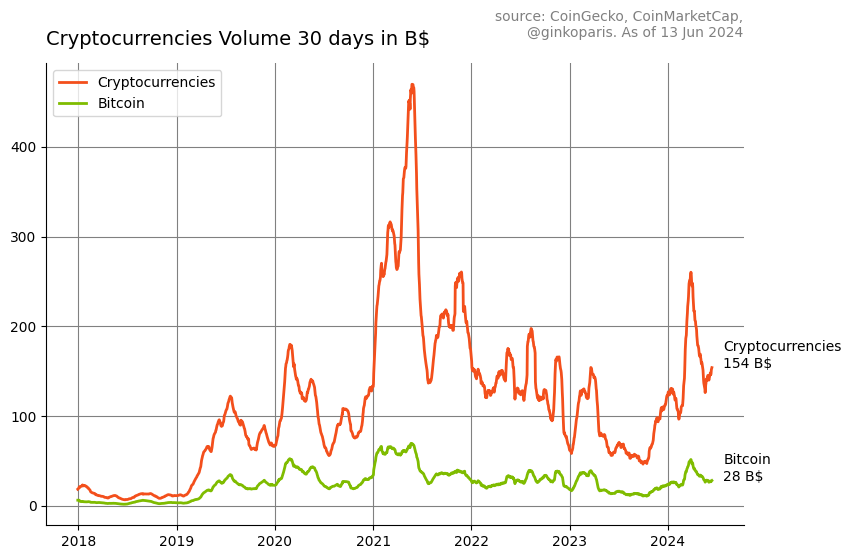 source: CoinGecko, CoinMarketCap,
@ginkoparis. As of 13 Jun 2024
Cryptocurrencies Volume 30 days in B$
Cryptocurrencies
Bitcoin
400
300
200
100
0
Cryptocurrencies
154 B$
Bitcoin
28 B$
2018 2019 2020 2021 2022 2023 2024